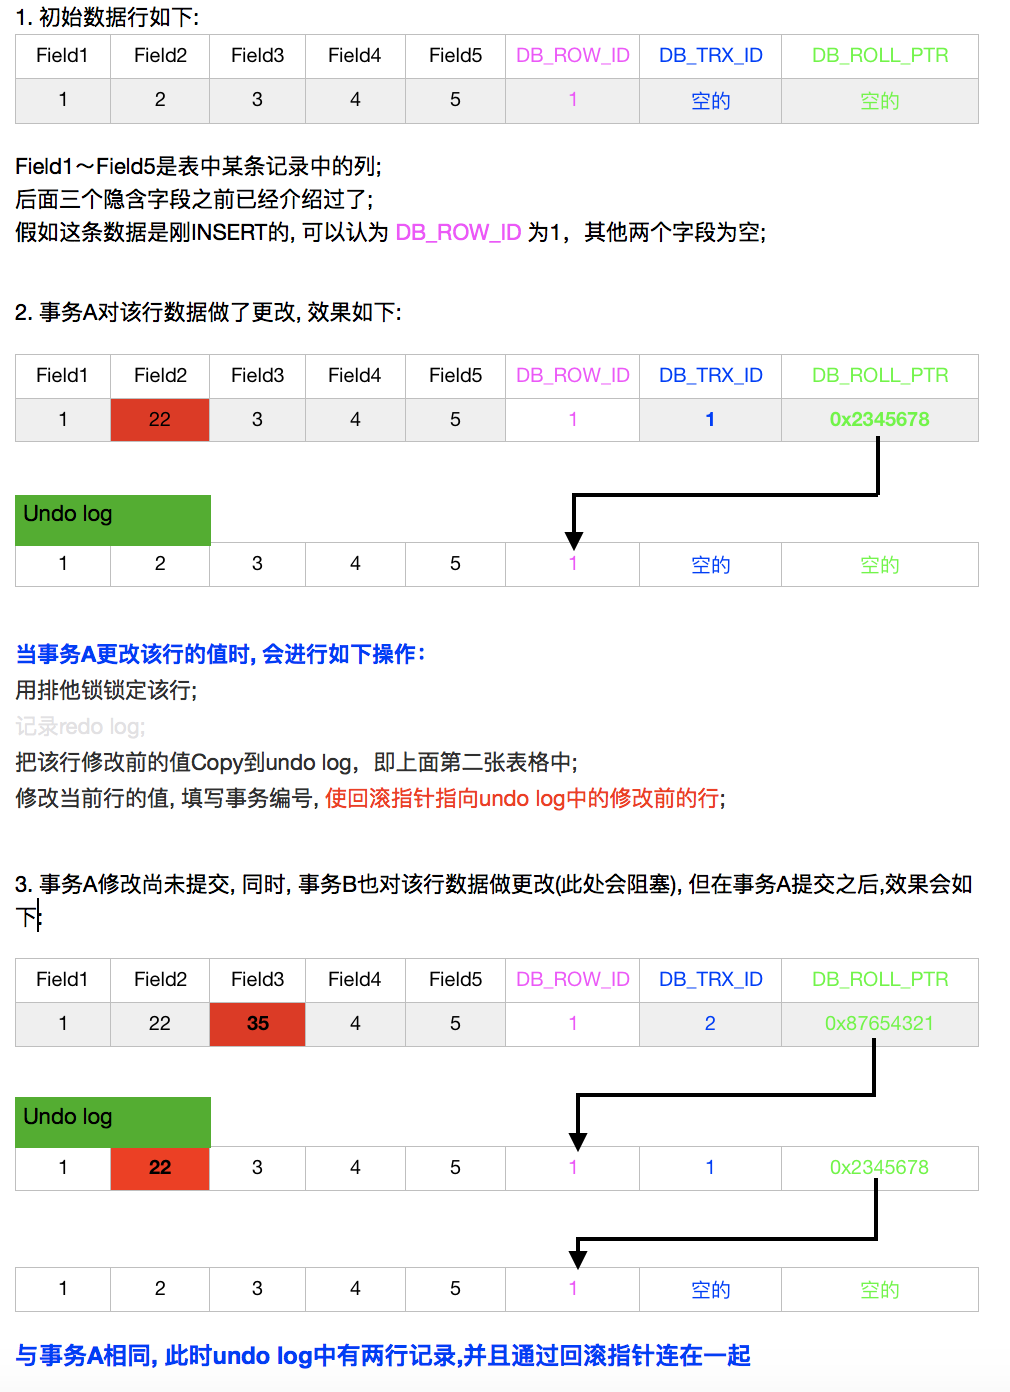 1. 初始数据行如下:
Field1 Field2 Field3 Field4 Field5 DB_ROW_ID DB_TRX_ID DB_ROLL_PTR
1 2 3 4 5 1 空的 空的
Field1～Field5是表中某条记录中的列;
后面三个隐含字段之前已经介绍过了;
假如这条数据是刚INSERT的, 可以认为 DB_ROW_ID 为1，其他两个字段为空;
2. 事务A对该行数据做了更改, 效果如下:
Field1 Field2 Field3 Field4 Field5 DB_ROW_ID DB_TRX_ID DB_ROLL_PTR
1 22 3 4 5 1 1 0x2345678
Undo log
1 2 3 4 5 1 空的 空的
当事务A更改该行的值时, 会进行如下操作：
用排他锁锁定该行;
记录redo log;
把该行修改前的值Copy到undo log，即上面第二张表格中;
修改当前行的值, 填写事务编号, 使回滚指针指向undo log中的修改前的行;
3. 事务A修改尚未提交, 同时, 事务B也对该行数据做更改(此处会阻塞), 但在事务A提交之后,效果会如
下:
Field1 Field2 Field3 Field4 Field5 DB_ROW_ID DB_TRX_ID DB_ROLL_PTR
1 22 35 4 5 1 2 0x87654321
Undo log
1 22 3 4 5 1 1 0x2345678
1 2 3 4 5 1 空的 空的
与事务A相同, 此时undo log中有两行记录,并且通过回滚指针连在一起